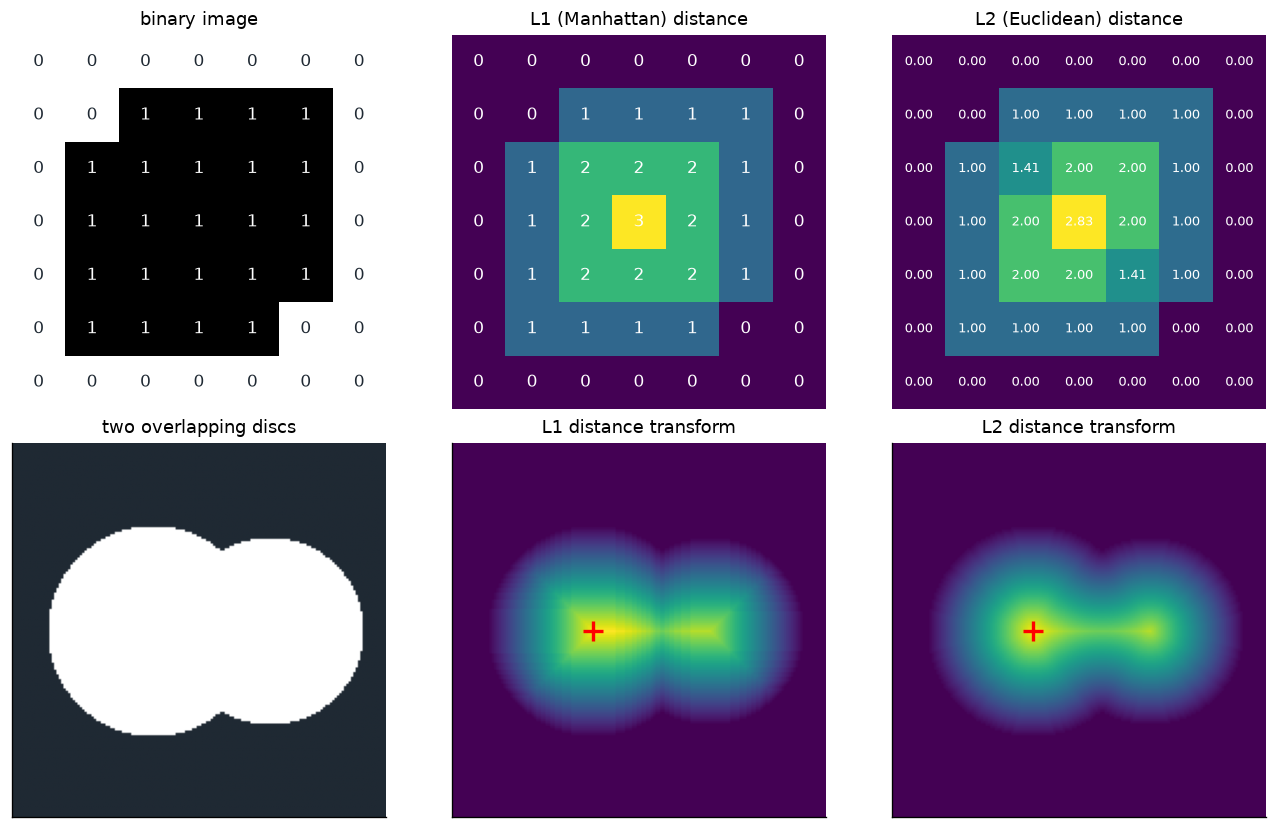 binary image
L1 (Manhattan) distance
L2 (Euclidean) distance
0 0 0 0 0 0 0
0 0 1 1 1 1 0
0 1 1 1 1 1 0
0 1 1 1 1 1 0
0 1 1 1 1 1 0
0 1 1 1 1 0 0
0 0 0 0 0 0 0
0 0 0 0 0 0 0
0 0 1 1 1 1 0
0 1 2 2 2 1 0
0 1 2 3 2 1 0
0 1 2 2 2 1 0
0 1 1 1 1 0 0
0 0 0 0 0 0 0
0.00 0.00 0.00 0.00 0.00 0.00 0.00
0.00 0.00 1.00 1.00 1.00 1.00 0.00
0.00 1.00 1.41 2.00 2.00 1.00 0.00
0.00 1.00 2.00 2.83 2.00 1.00 0.00
0.00 1.00 2.00 2.00 1.41 1.00 0.00
0.00 1.00 1.00 1.00 1.00 0.00 0.00
0.00 0.00 0.00 0.00 0.00 0.00 0.00
two overlapping discs
L1 distance transform
L2 distance transform